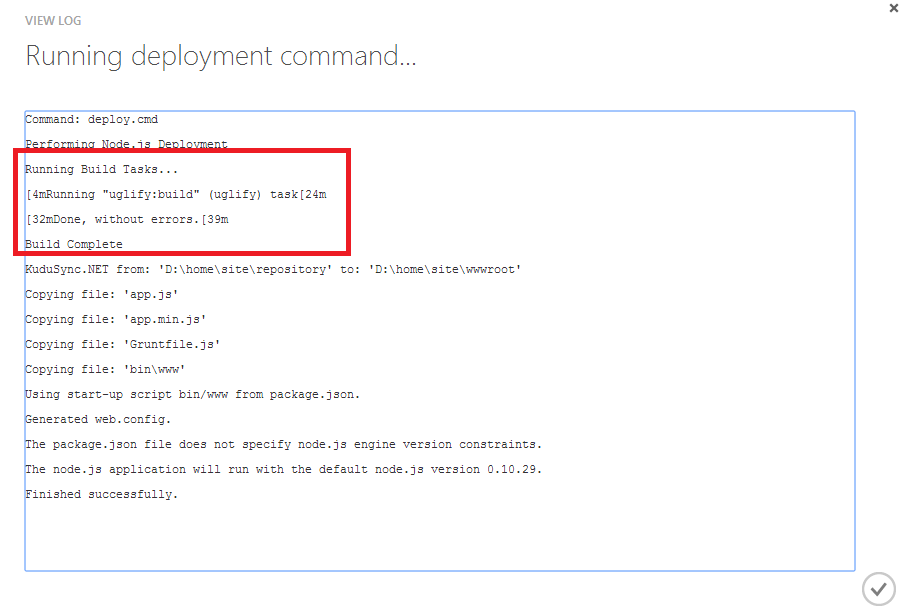 VIEW LOG
Running deployment command...
Command: deploy.cmd
Performing Node.js Deployment
Running Build Tasks...
[4mRunning "uglify:build" (uglify) task[24m
[32mDone, without errors.[39m
Build Complete
KuduSync.NET from: 'D:\home\site\repository' to: 'D:\home\site\wwwroot'
Copying file: 'app.js'
Copying file: 'app.min.js'
Copying file: 'Gruntfile.js'
Copying file: 'bin\www'
Using start-up script bin/www from package.json.
Generated web.config.
The package.json file does not specify node.js engine version constraints.
The node.js application will run with the default node.js version 0.10.29.
Finished successfully.